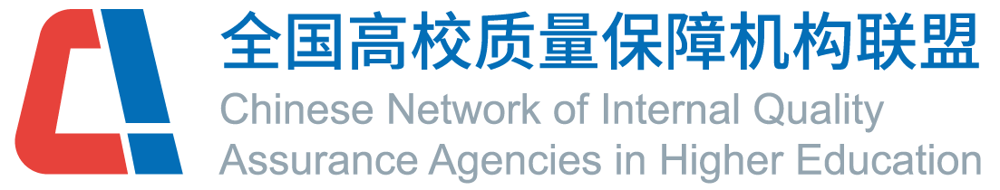 全国高校质量保障机构联盟
Chinese Network of Internal Quality
Assurance Agencies in Higher Education